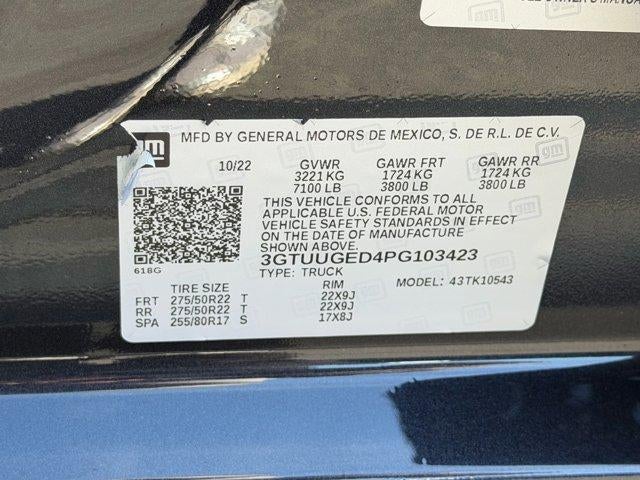 gm MFD BY GENERAL MOTORS DE MEXICO, S. DE R.L. DE C.V.
10/22 GVWR GAWR FRT GAWR RR
3221 KG 1724 KG 1724 KG
7100 LB 3800 LB 3800 LB
THIS VEHICLE CONFORMS TO ALL
APPLICABLE U.S. FEDERAL MOTOR
VEHICLE SAFETY STANDARDS IN EFFECT
ON THE DATE OF MANUFACTURE
SHOWN ABOVE.
3GTUUGED4PG103423
618G TYPE: TRUCK MODEL: 43TK10543
TIRE SIZE RIM
FRT 275/50R22 T 22X9J
RR 275/50R22 T 22X9J
SPA 255/80R17 S 17X8J